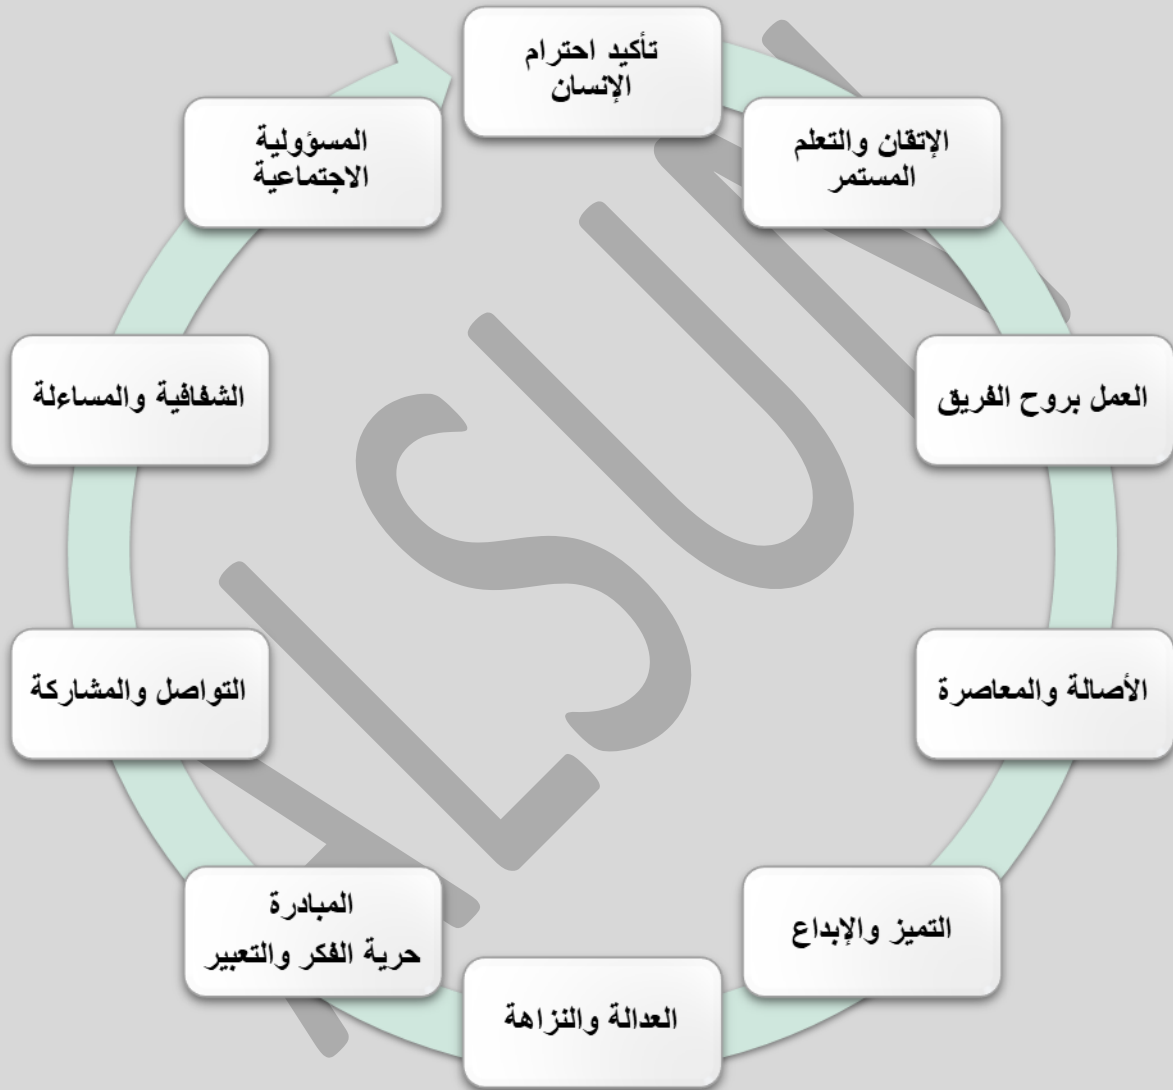 تأكيد احترام
الإنسان
الإتقان والتعلم
المستمر
العمل بروح الفريق
الأصالة والمعاصرة
التميز والإبداع
العدالة والنزاهة
المبادرة
حرية الفكر والتعبير
التواصل والمشاركة
الشفافية والمساءلة
المسؤولية
الاجتماعية
ALSUN